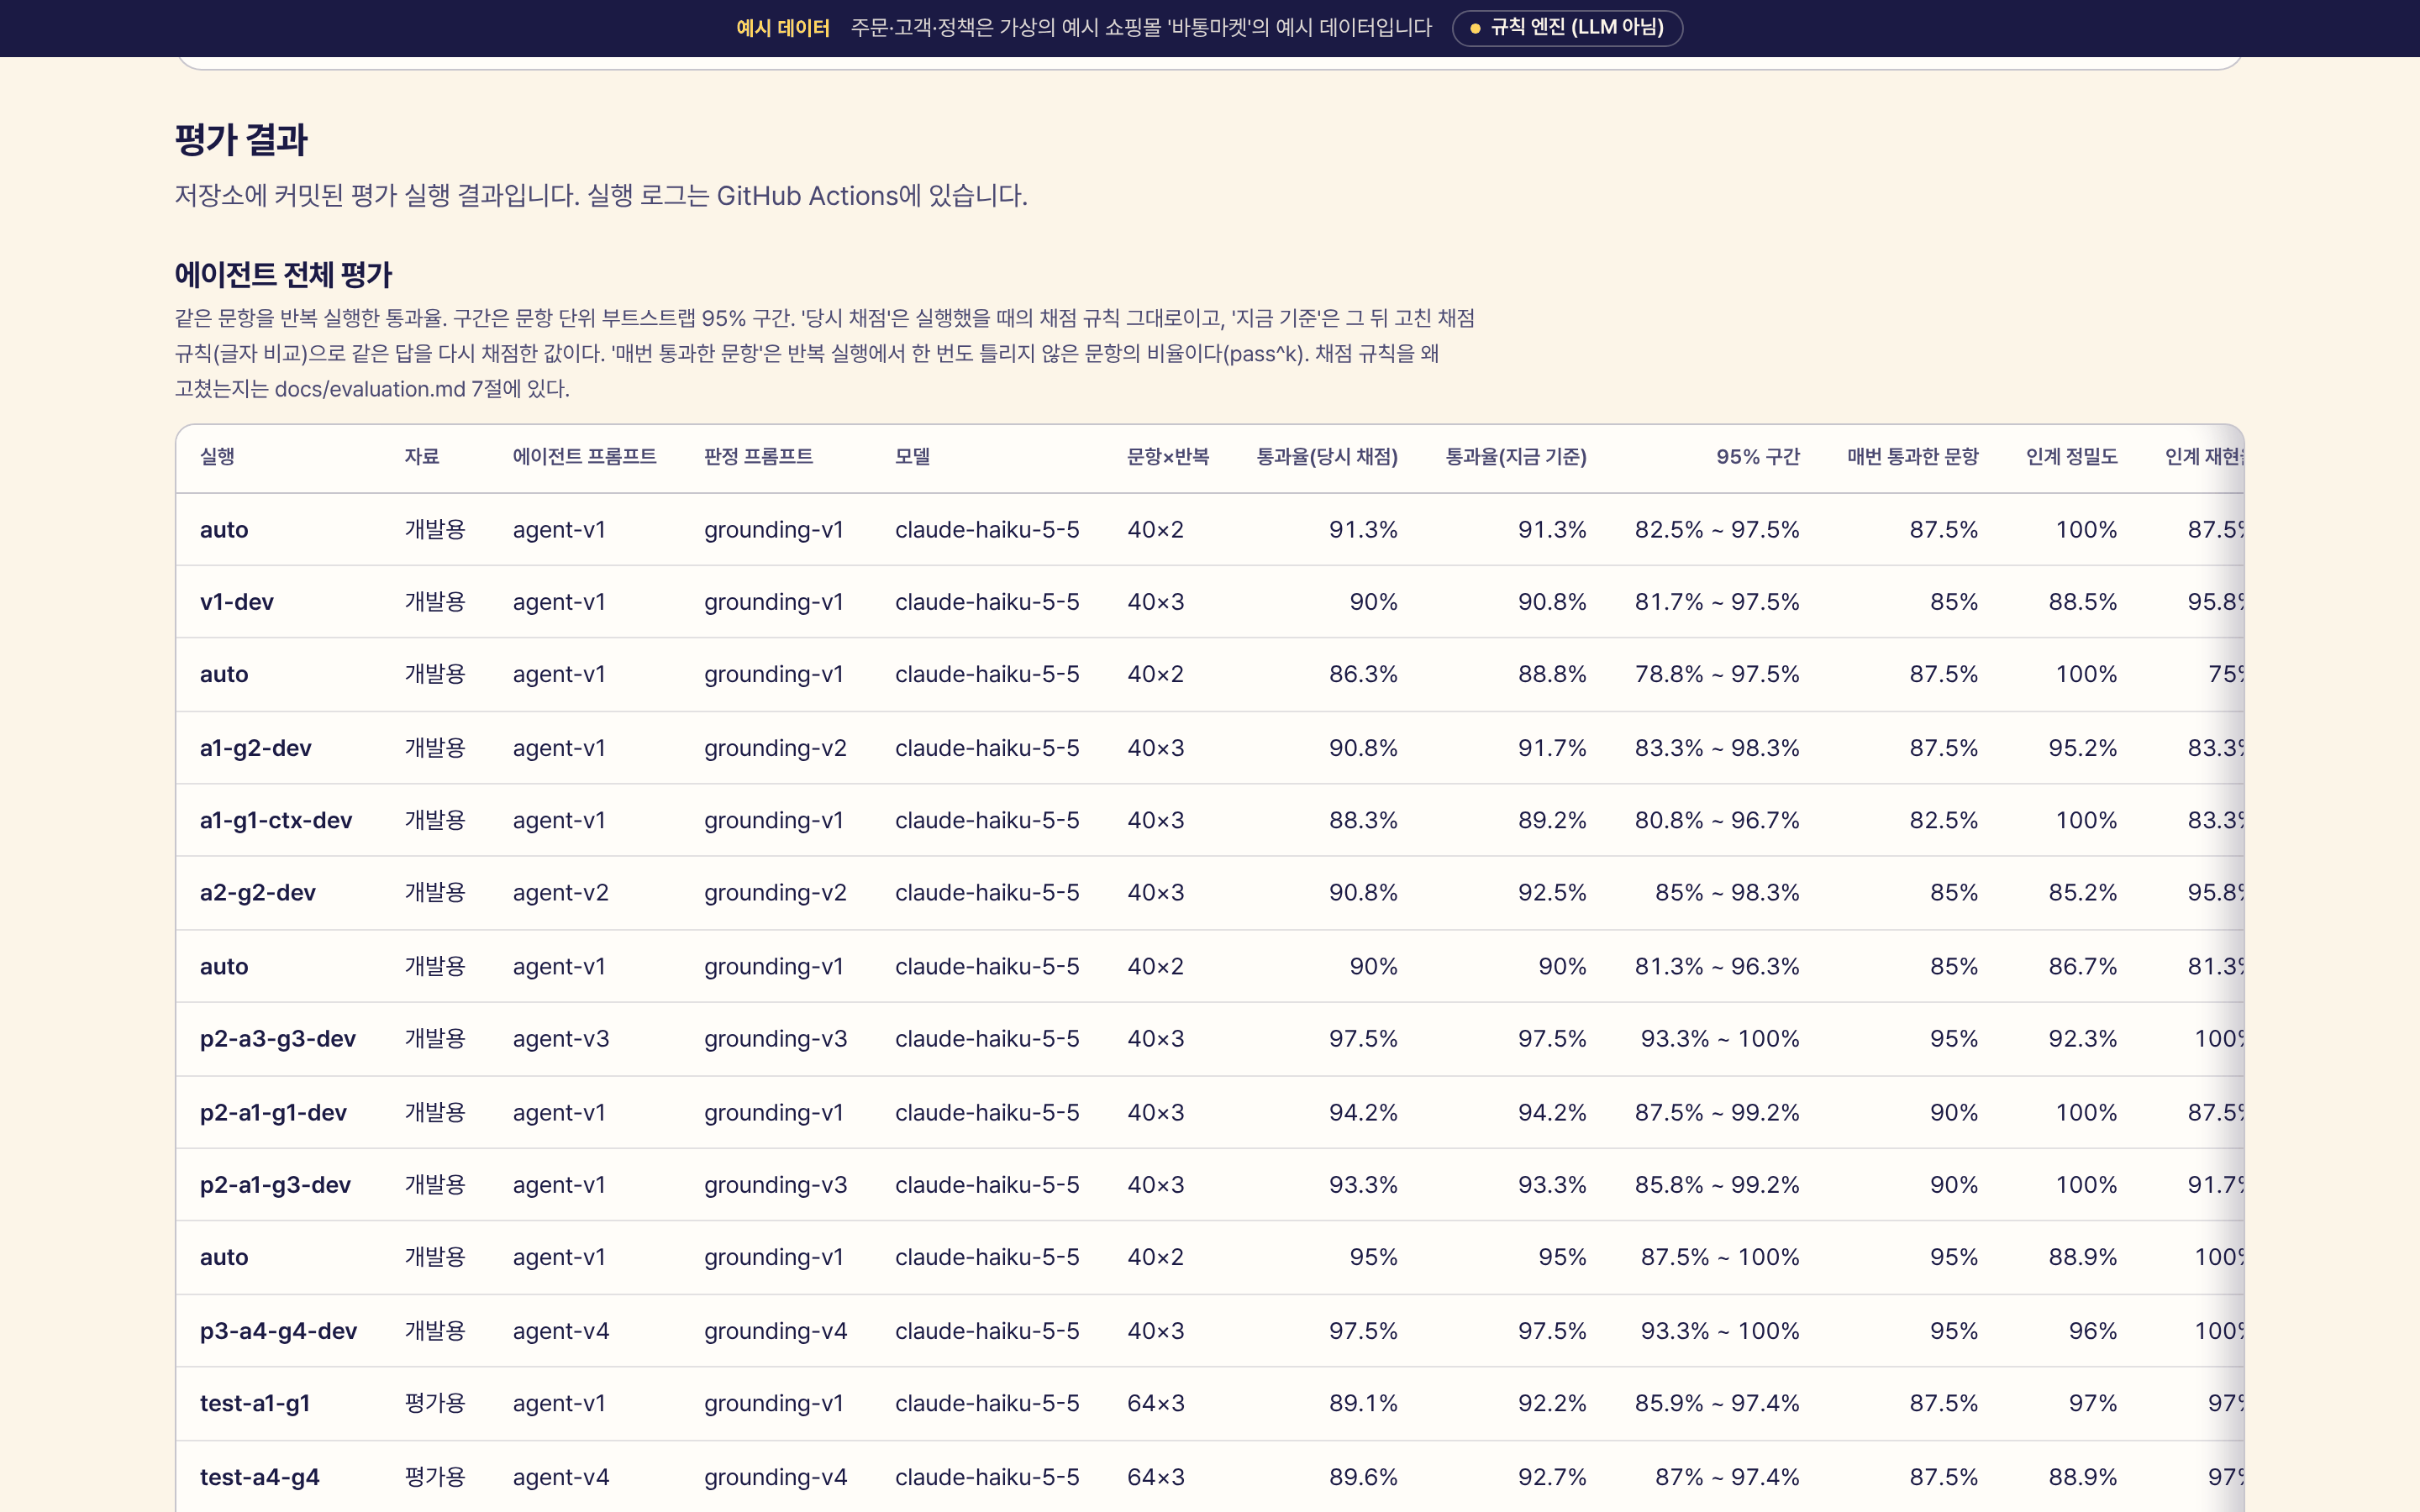 예시 데이터 주문·고객·정책은 가상의 예시 쇼핑몰 '바통마켓'의 예시 데이터입니다 규칙 엔진 (LLM 아님)
평가 결과
저장소에 커밋된 평가 실행 결과입니다. 실행 로그는 GitHub Actions에 있습니다.
에이전트 전체 평가
같은 문항을 반복 실행한 통과율. 구간은 문항 단위 부트스트랩 95% 구간. '당시 채점'은 실행했을 때의 채점 규칙 그대로이고, '지금 기준'은 그 뒤 고친 채점
규칙(글자 비교)으로 같은 답을 다시 채점한 값이다. '매번 통과한 문항'은 반복 실행에서 한 번도 틀리지 않은 문항의 비율이다(pass^k). 채점 규칙을 왜
고쳤는지는 docs/evaluation.md 7절에 있다.
실행 자료 에이전트 프롬프트 판정 프롬프트 모델 문항×반복 통과율(당시 채점) 통과율(지금 기준) 95% 구간 매번 통과한 문항 인계 정밀도 인계
auto 개발용 agent-v1 grounding-v1 claude-haiku-5-5 40×2 91.3% 91.3% 82.5% ~ 97.5% 87.5% 100% 87.5%
v1-dev 개발용 agent-v1 grounding-v1 claude-haiku-5-5 40×3 90% 90.8% 81.7% ~ 97.5% 85% 88.5% 95.8%
auto 개발용 agent-v1 grounding-v1 claude-haiku-5-5 40×2 86.3% 88.8% 78.8% ~ 97.5% 87.5% 100% 75%
a1-g2-dev 개발용 agent-v1 grounding-v2 claude-haiku-5-5 40×3 90.8% 91.7% 83.3% ~ 98.3% 87.5% 95.2% 83.3%
a1-g1-ctx-dev 개발용 agent-v1 grounding-v1 claude-haiku-5-5 40×3 88.3% 89.2% 80.8% ~ 96.7% 82.5% 100% 83.3%
a2-g2-dev 개발용 agent-v2 grounding-v2 claude-haiku-5-5 40×3 90.8% 92.5% 85% ~ 98.3% 85% 85.2% 95.8%
auto 개발용 agent-v1 grounding-v1 claude-haiku-5-5 40×2 90% 90% 81.3% ~ 96.3% 85% 86.7% 81.3%
p2-a3-g3-dev 개발용 agent-v3 grounding-v3 claude-haiku-5-5 40×3 97.5% 97.5% 93.3% ~ 100% 95% 92.3% 100%
p2-a1-g1-dev 개발용 agent-v1 grounding-v1 claude-haiku-5-5 40×3 94.2% 94.2% 87.5% ~ 99.2% 90% 100% 87.5%
p2-a1-g3-dev 개발용 agent-v1 grounding-v3 claude-haiku-5-5 40×3 93.3% 93.3% 85.8% ~ 99.2% 90% 100% 91.7%
auto 개발용 agent-v1 grounding-v1 claude-haiku-5-5 40×2 95% 95% 87.5% ~ 100% 95% 88.9% 100%
p3-a4-g4-dev 개발용 agent-v4 grounding-v4 claude-haiku-5-5 40×3 97.5% 97.5% 93.3% ~ 100% 95% 96% 100%
test-a1-g1 평가용 agent-v1 grounding-v1 claude-haiku-5-5 64×3 89.1% 92.2% 85.9% ~ 97.4% 87.5% 97% 97%
test-a4-g4 평가용 agent-v4 grounding-v4 claude-haiku-5-5 64×3 89.6% 92.7% 87% ~ 97.4% 87.5% 88.9% 97%